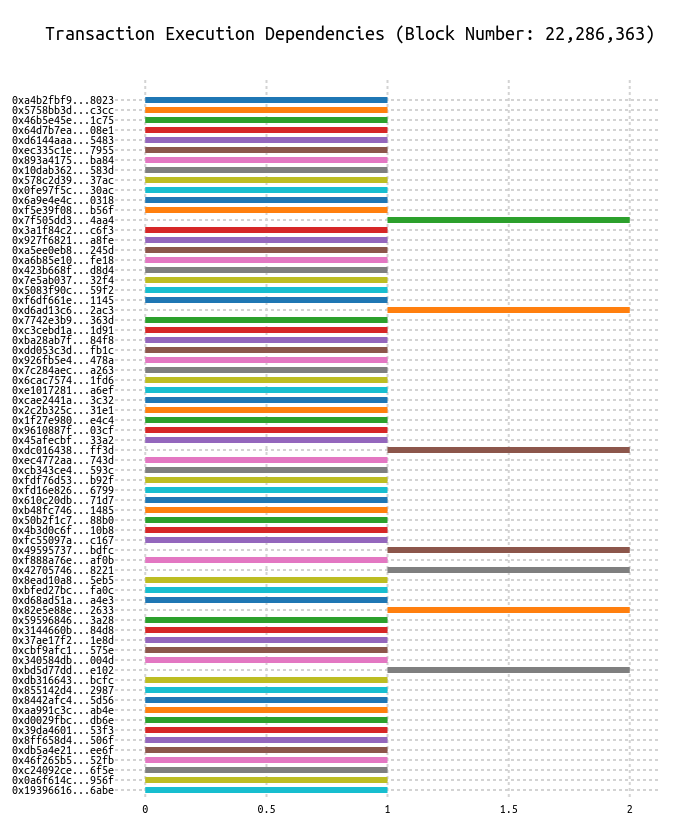 Transaction Execution Dependencies (Block Number: 22,286,363)
0xa4b2fbf9...8023
0x5758bb3d...c3cc
0x46b5e45e...1c75
0x64d7b7ea...08e1
0xd6144aaa...5483
0xec335c1e...7955
0x893a4175...ba84
0x10dab362...583d
0x578c2d39...37ac
0x0fe97f5c...30ac
0x6a9e4e4c...0318
0xf5e39f08...b56f
0x7f505dd3...4aa4
0x3a1f84c2...c6f3
0x927f6821...a8fe
0xa5ee0eb8...245d
0xa6b85e10...fe18
0x423b668f...d8d4
0x7e5ab037...32f4
0x5083f90c...59f2
0xf6df661e...1145
0xd6ad13c6...2ac3
0x7742e3b9...363d
0xc3cebd1a...1d91
0xba28ab7f...84f8
0xdd053c3d...fb1c
0x926fb5e4...478a
0x7c284aec...a263
0x6cac7574...1fd6
0xe1017281...a6ef
0xcae2441a...3c32
0x2c2b325c...31e1
0x1f27e980...e4c4
0x9610887f...03cf
0x45afecbf...33a2
0xdc016438...ff3d
0xec4772aa...743d
0xcb343ce4...593c
0xfdf76d53...b92f
0xfd16e826...6799
0x610c20db...71d7
0xb48fc746...1485
0x50b2f1c7...88b0
0x4b3d0c6f...10b8
0xfc55097a...c167
0x49595737...bdfc
0xf888a76e...af0b
0x42705746...8221
0x8ead10a8...5eb5
0xbfed27bc...fa0c
0xd68ad51a...a4e3
0x82e5e88e...2633
0x59596846...3a28
0x3144660b...84d8
0x37ae17f2...1e8d
0xcbf9afc1...575e
0x340584db...004d
0xbd5d77dd...e102
0xdb316643...bcfc
0x855142d4...2987
0x8442afc4...5d56
0xaa991c3c...ab4e
0xd0029fbc...db6e
0x39da4601...53f3
0x8ff658d4...506f
0xdb5a4e21...ee6f
0x46f265b5...52fb
0xc24092ce...6f5e
0x0a6f614c...956f
0x19396616...6abe
0 0.5 1 1.5 2